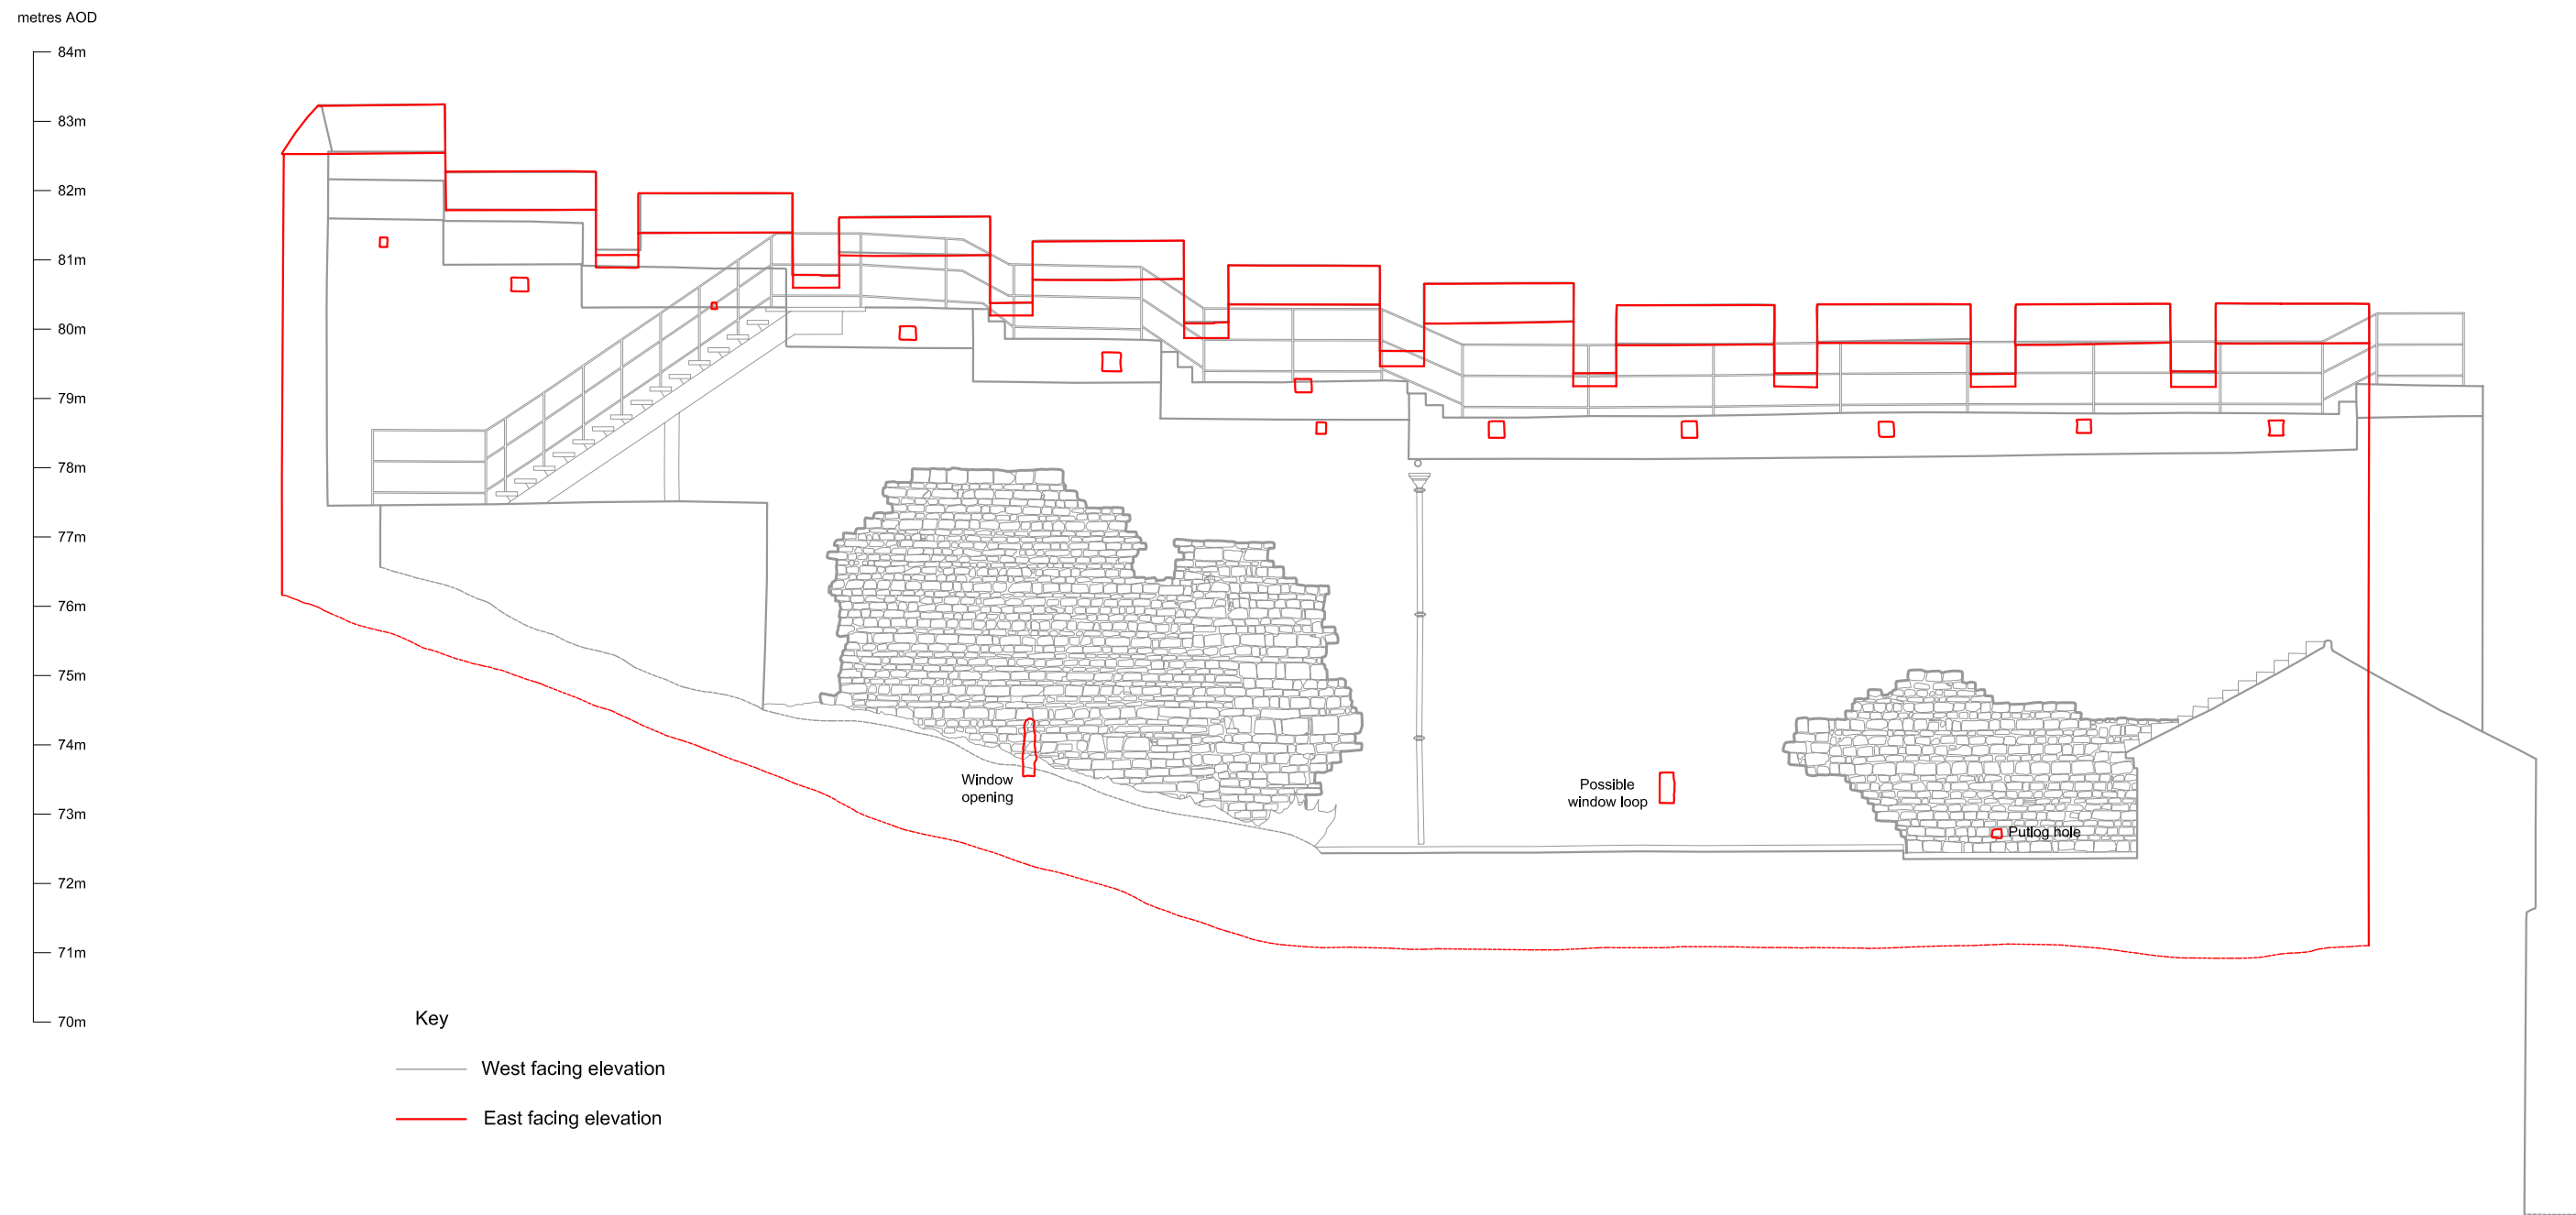 metres AOD
84m
83m
82m
81m
80m
79m
78m
77m
76m
75m
74m
73m
72m
71m
70m
Window
opening
Possible
window loop
Putlog hole
Key
West facing elevation
East facing elevation